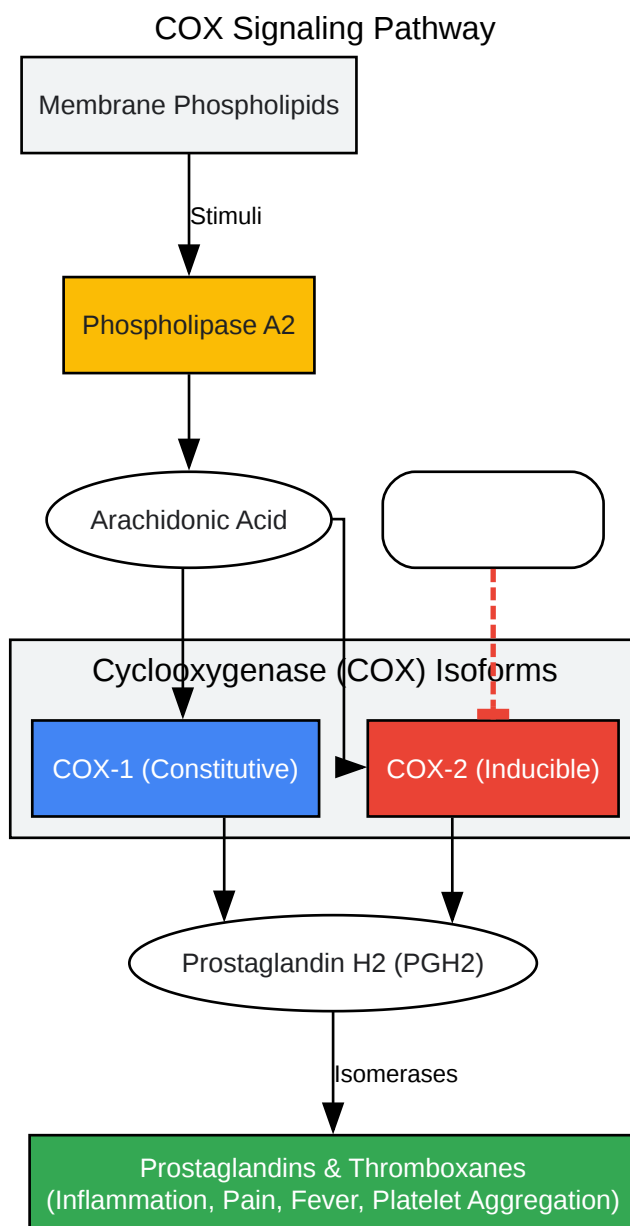 COX Signaling Pathway
Membrane Phospholipids
Stimuli
Phospholipase A2
Arachidonic Acid
Cyclooxygenase (COX) Isoforms
COX-1 (Constitutive)
COX-2 (Inducible)
Prostaglandin H2 (PGH2)
Isomerases
Prostaglandins & Thromboxanes
(Inflammation, Pain, Fever, Platelet Aggregation)